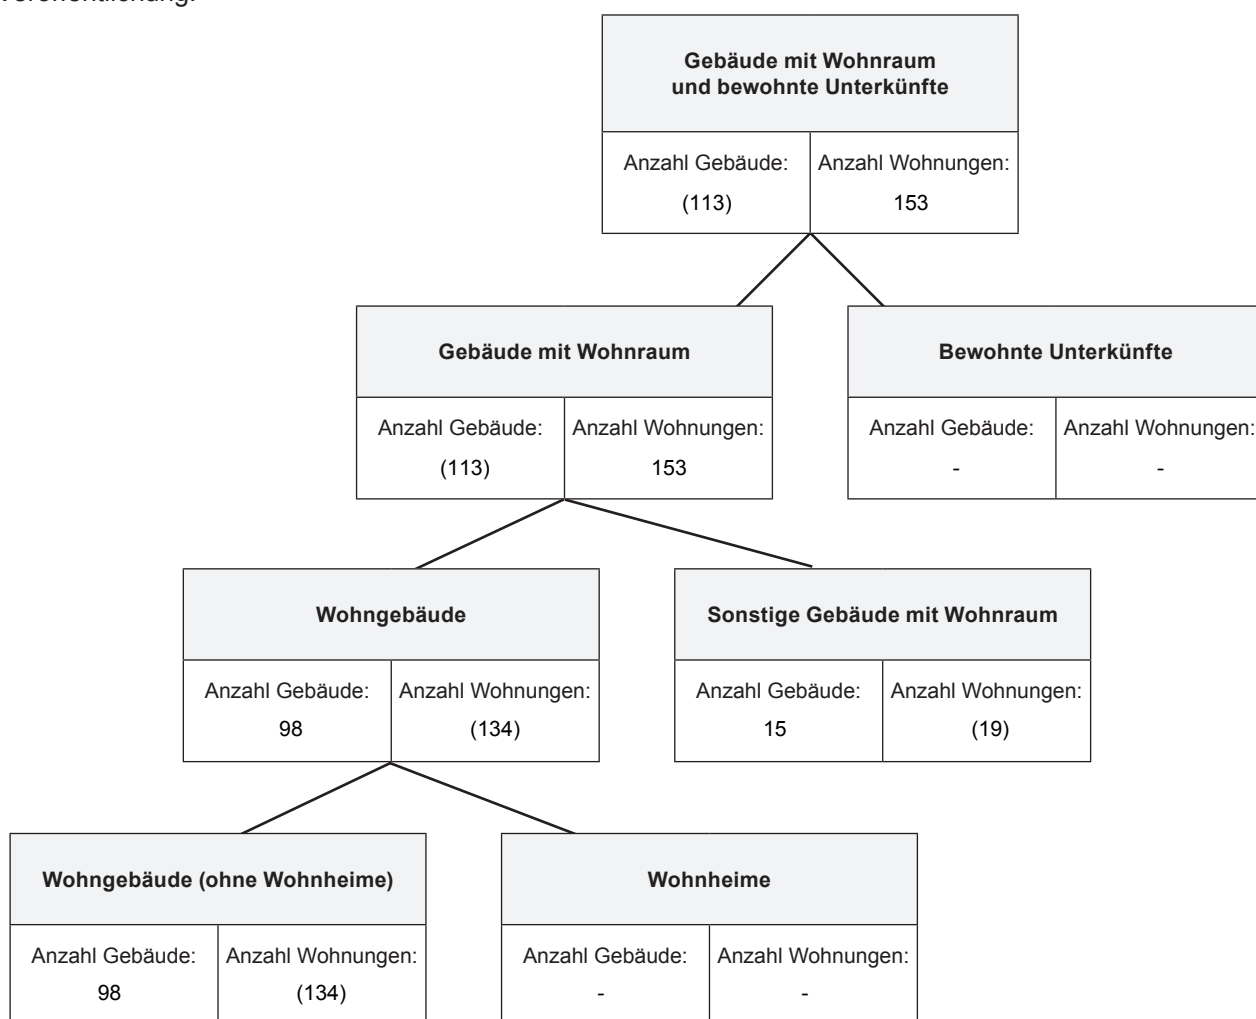 Veröffentlichung.
Gebäude mit Wohnraum
und bewohnte Unterkünfte
Anzahl Gebäude: Anzahl Wohnungen:
(113) 153
Gebäude mit Wohnraum Bewohnte Unterkünfte
Anzahl Gebäude: Anzahl Wohnungen: Anzahl Gebäude: Anzahl Wohnungen:
(113) 153 - -
Wohngebäude Sonstige Gebäude mit Wohnraum
Anzahl Gebäude: Anzahl Wohnungen: Anzahl Gebäude: Anzahl Wohnungen:
98 (134) 15 (19)
Wohngebäude (ohne Wohnheime) Wohnheime
Anzahl Gebäude: Anzahl Wohnungen: Anzahl Gebäude: Anzahl Wohnungen:
98 (134) - -